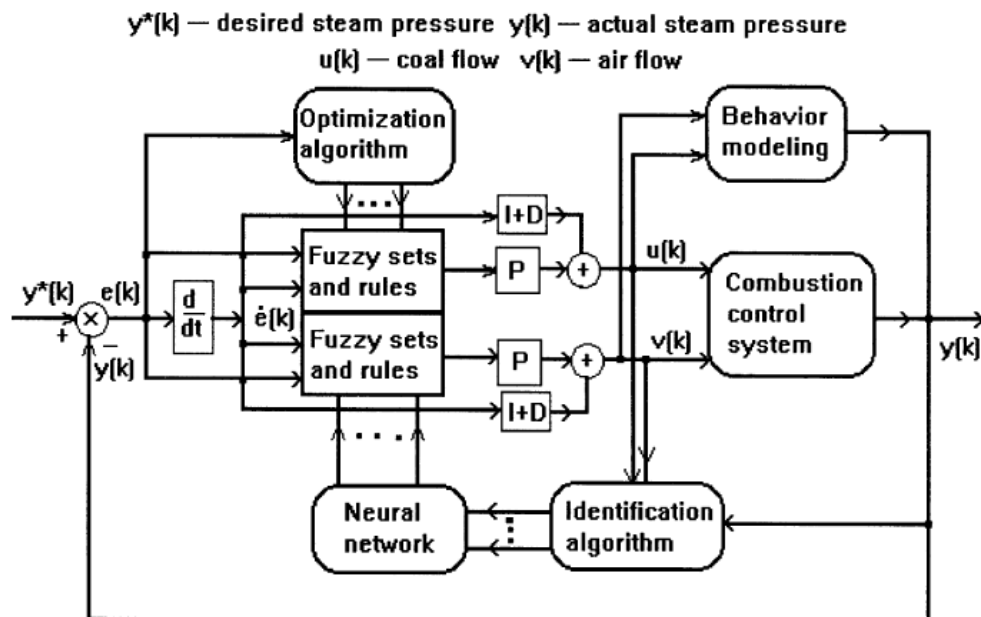 y*(k) — desired steam pressure y(k) — actual steam pressure
u(k) — coal flow v(k) — air flow
Optimization
algorithm
Behavior
modeling
I+D
Fuzzy sets
and rules
P
+
u(k)
Combustion
control
system
y*(k)
e(k)
d
dt
ė(k)
×
+
−
y(k)
Fuzzy sets
and rules
P
+
v(k)
y(k)
I+D
Neural
network
Identification
algorithm